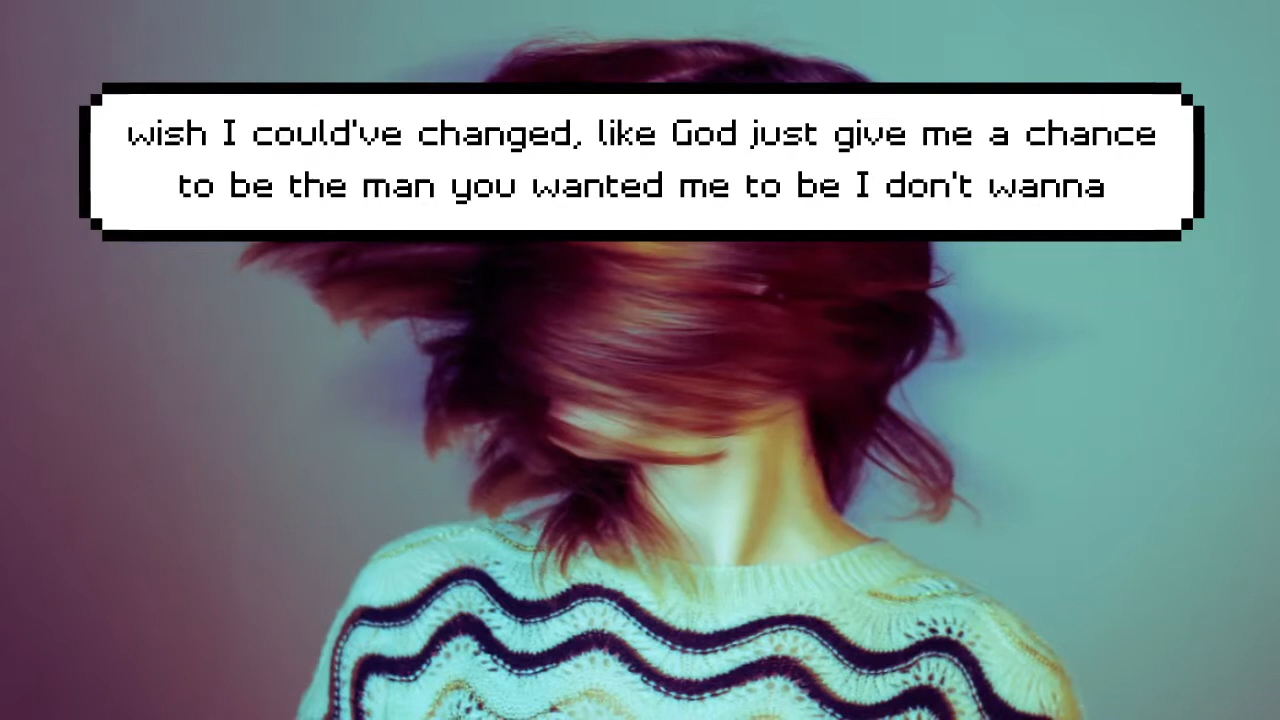 wish I could've changed, like God just give me a chance
to be the man you wanted me to be I don't wanna